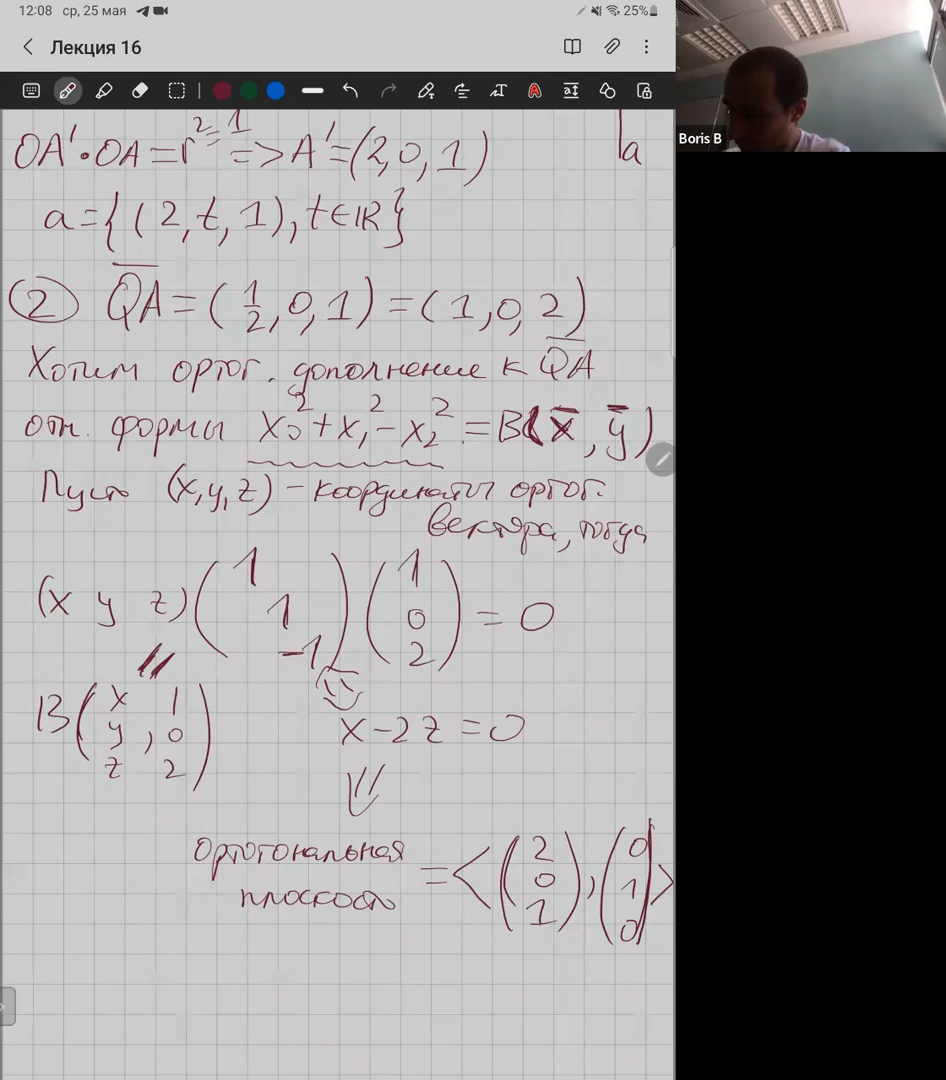 12:08 ср, 25 мая 25%
Лекция 16
Boris B
OA'·OA=r²=1=>A'=(2,0,1) a
a={(2,t,1),t∈ℝ}
② QA=(1/2,0,1)=(1,0,2)
Хотим ортог. дополнение к QA
отн. формы x₀²+x₁²-x₂²=B(x̄,ȳ)
Пусть (x,y,z)-координаты ортог.
вектора, тогда
(x y z)(1 1 -1)(1 0 2)=0
B(x y z , 1 0 2)
x-2z=0
ортогональная
плоскость =<(2 0 1),(0 1 0)>